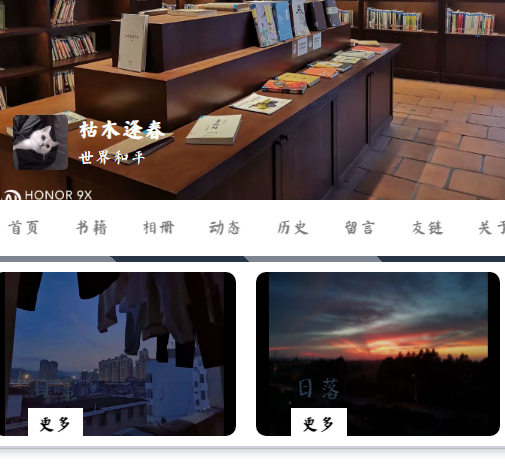 枯木逢春
世界和平
HONOR 9X
首页 书籍 相册 动态 历史 留言 友链 关于
日落
更多 更多